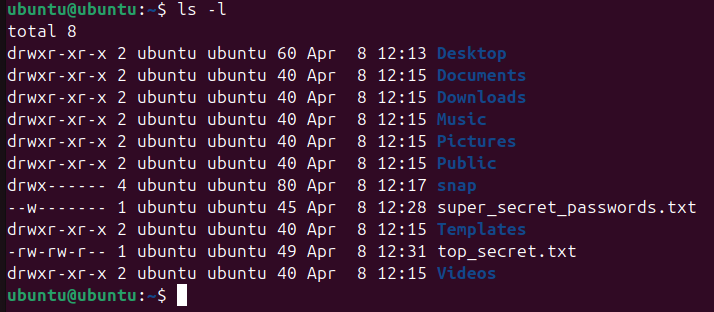 ubuntu@ubuntu:~$ ls -l
total 8
drwxr-xr-x 2 ubuntu ubuntu 60 Apr  8 12:13 Desktop
drwxr-xr-x 2 ubuntu ubuntu 40 Apr  8 12:15 Documents
drwxr-xr-x 2 ubuntu ubuntu 40 Apr  8 12:15 Downloads
drwxr-xr-x 2 ubuntu ubuntu 40 Apr  8 12:15 Music
drwxr-xr-x 2 ubuntu ubuntu 40 Apr  8 12:15 Pictures
drwxr-xr-x 2 ubuntu ubuntu 40 Apr  8 12:15 Public
drwx------ 4 ubuntu ubuntu 80 Apr  8 12:17 snap
--w------- 1 ubuntu ubuntu 45 Apr  8 12:28 super_secret_passwords.txt
drwxr-xr-x 2 ubuntu ubuntu 40 Apr  8 12:15 Templates
-rw-rw-r-- 1 ubuntu ubuntu 49 Apr  8 12:31 top_secret.txt
drwxr-xr-x 2 ubuntu ubuntu 40 Apr  8 12:15 Videos
ubuntu@ubuntu:~$